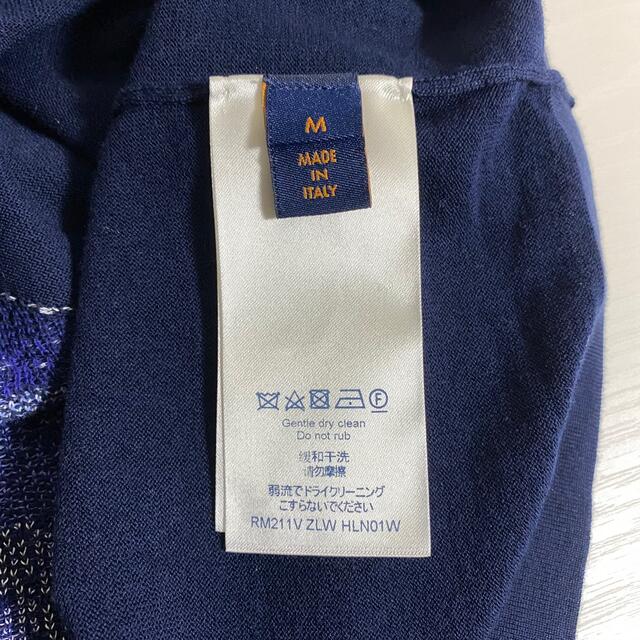 M
MADE
IN
ITALY
F
Gentle dry clean
Do not rub
缓和干洗
请勿摩擦
弱流でドライクリーニング
こすらないでください
RM211V ZLW HLN01W